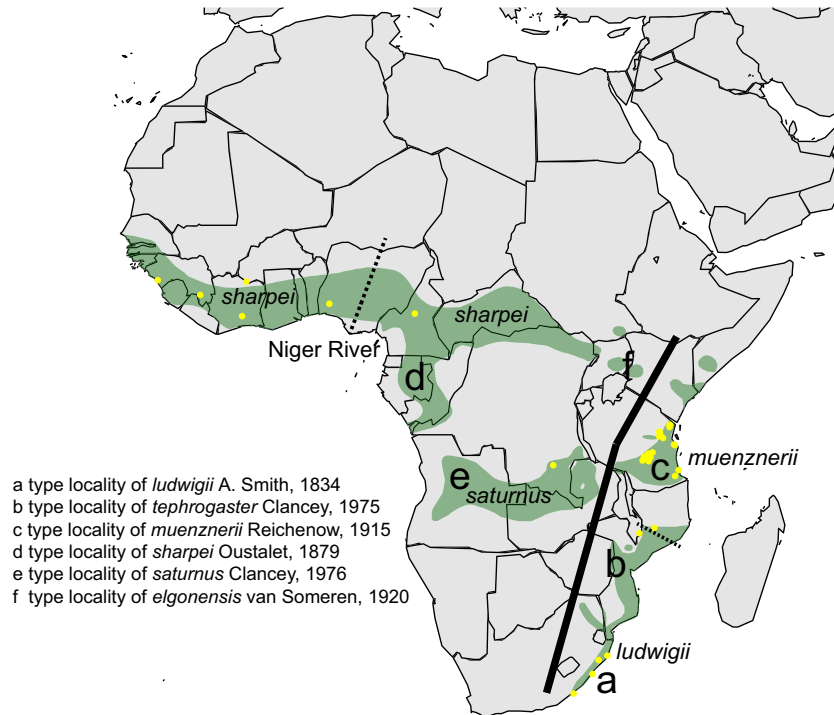 sharpei
sharpei
Niger River
f
d
c
muenznerii
e
saturnus
a type locality of ludwigii A. Smith, 1834
b type locality of tephrogaster Clancey, 1975
c type locality of muenznerii Reichenow, 1915
d type locality of sharpei Oustalet, 1879
e type locality of saturnus Clancey, 1976
f type locality of elgonensis van Someren, 1920
b
ludwigii
a